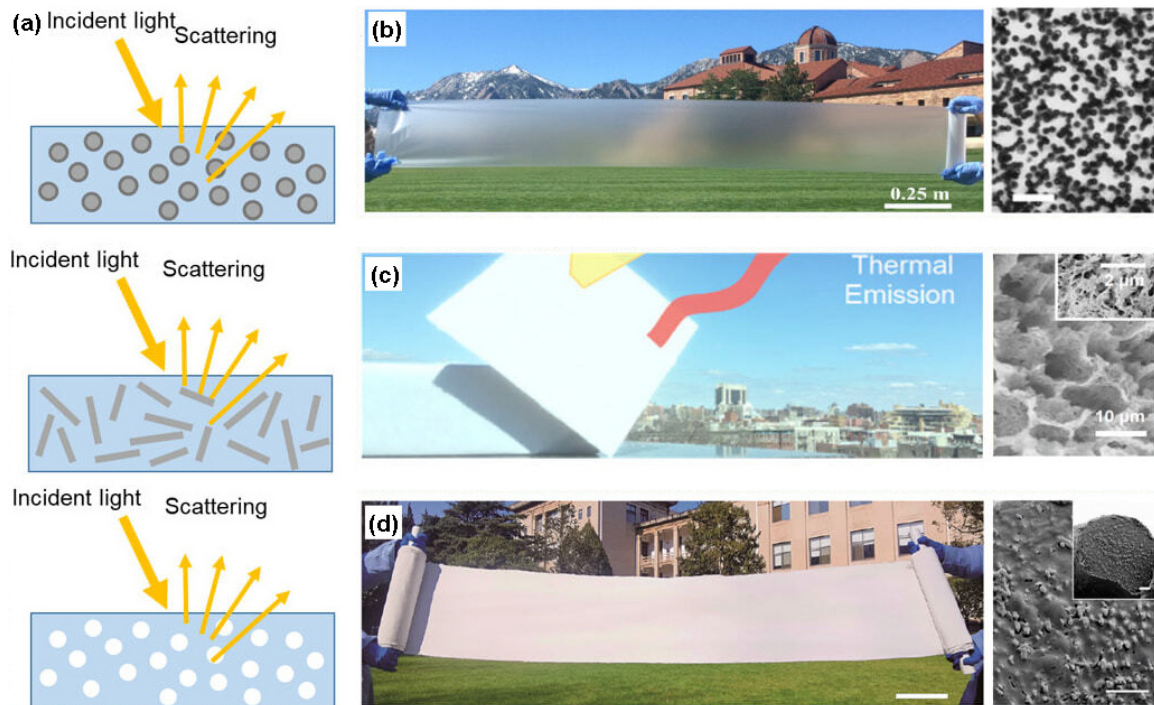 (a)
Incident light
Scattering
(b)
0.25 m
Incident light
Scattering
(c)
Thermal
Emission
2 μm
10 μm
Incident light
Scattering
(d)